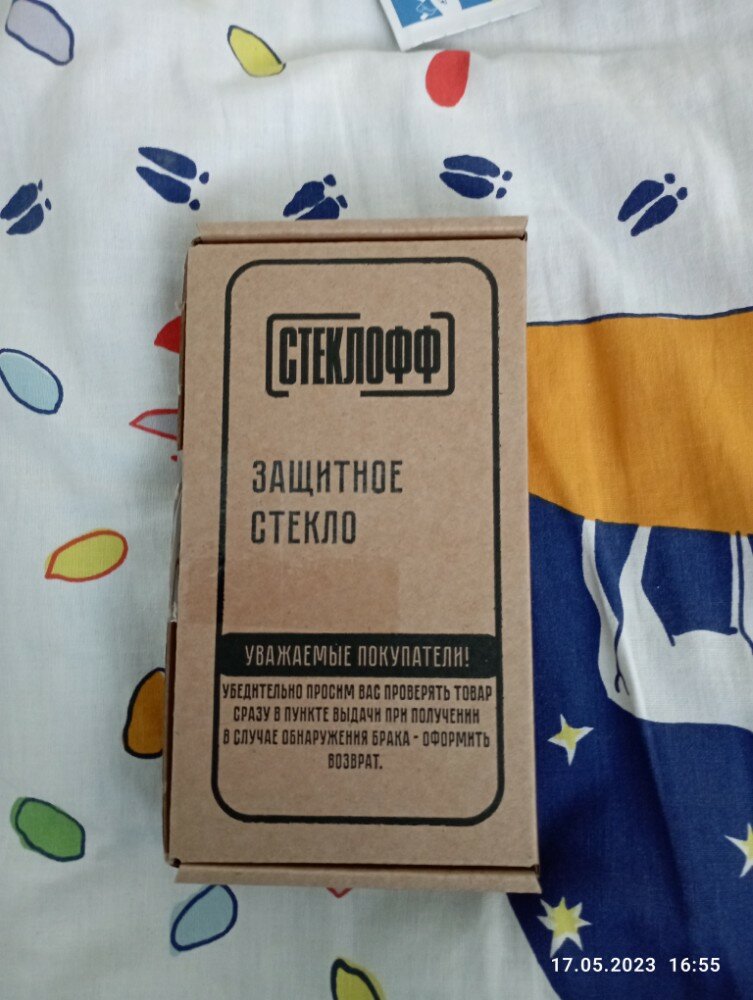 СТЕКЛОФФ
ЗАЩИТНОЕ
СТЕКЛО
УВАЖАЕМЫЕ ПОКУПАТЕЛИ!
УБЕДИТЕЛЬНО ПРОСИМ ВАС ПРОВЕРЯТЬ ТОВАР
СРАЗУ В ПУНКТЕ ВЫДАЧИ ПРИ ПОЛУЧЕНИИ
В СЛУЧАЕ ОБНАРУЖЕНИЯ БРАКА - ОФОРМИТЬ
ВОЗВРАТ.
17.05.2023 16:55